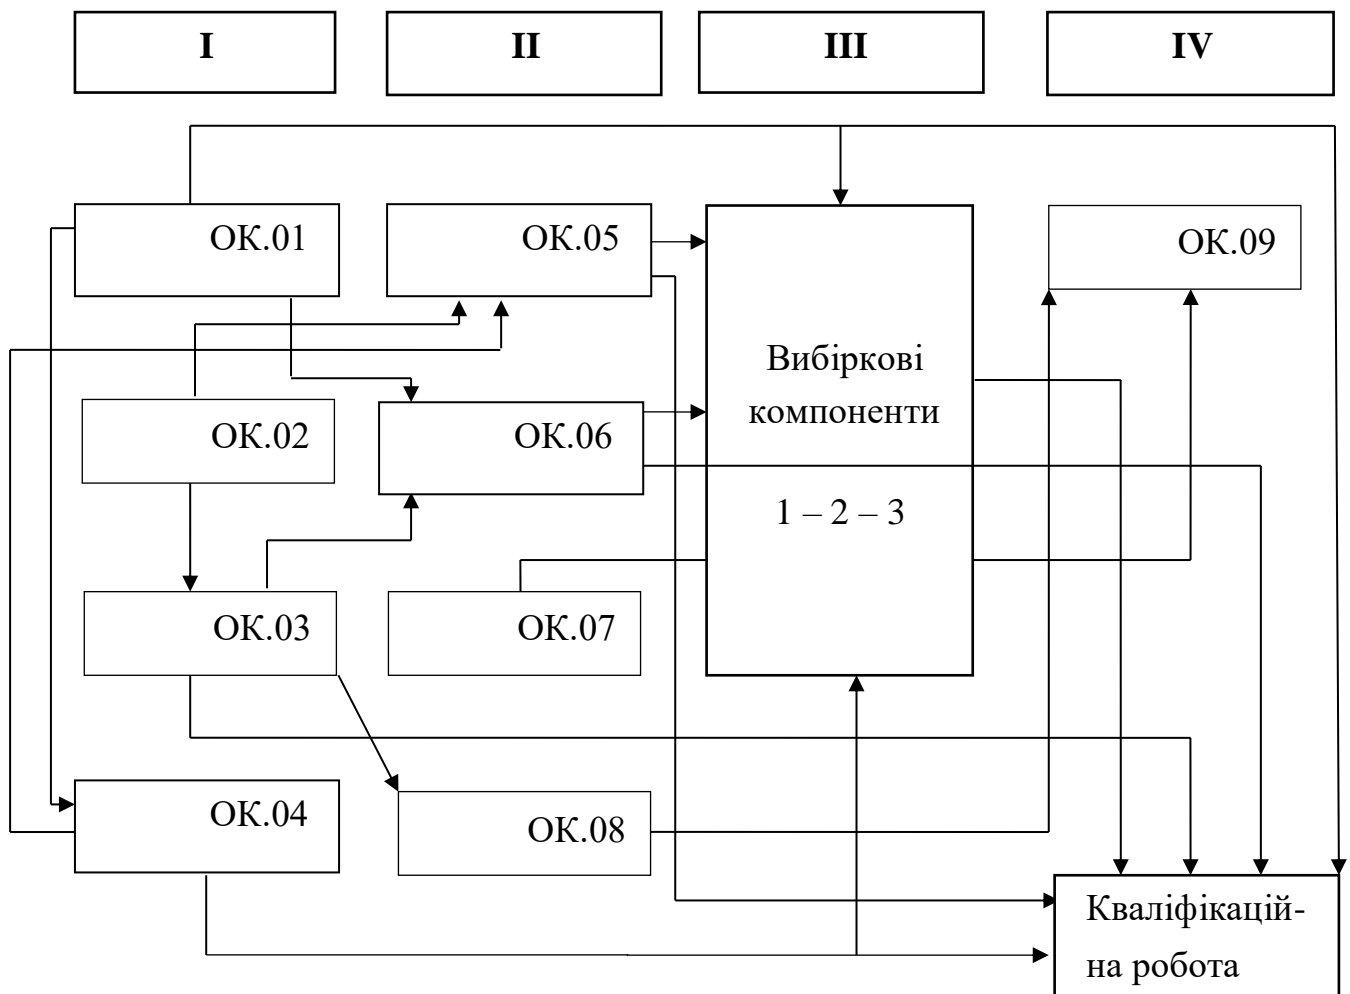 I
II
III
IV
ОК.01
ОК.05
ОК.09
Вибіркові
компоненти
ОК.02
ОК.06
1 – 2 – 3
ОК.03
ОК.07
ОК.04
ОК.08
Кваліфікацій-
на робота